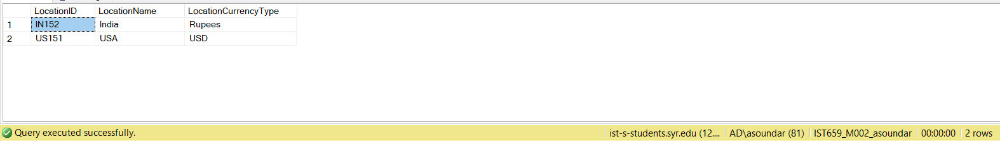 LocationID LocationName LocationCurrencyType
1 IN152 India Rupees
2 US151 USA USD
Query executed successfully. ist-s-students.syr.edu (12.... AD\asoundar (81) IST659_M002_asoundar 00:00:00 2 rows